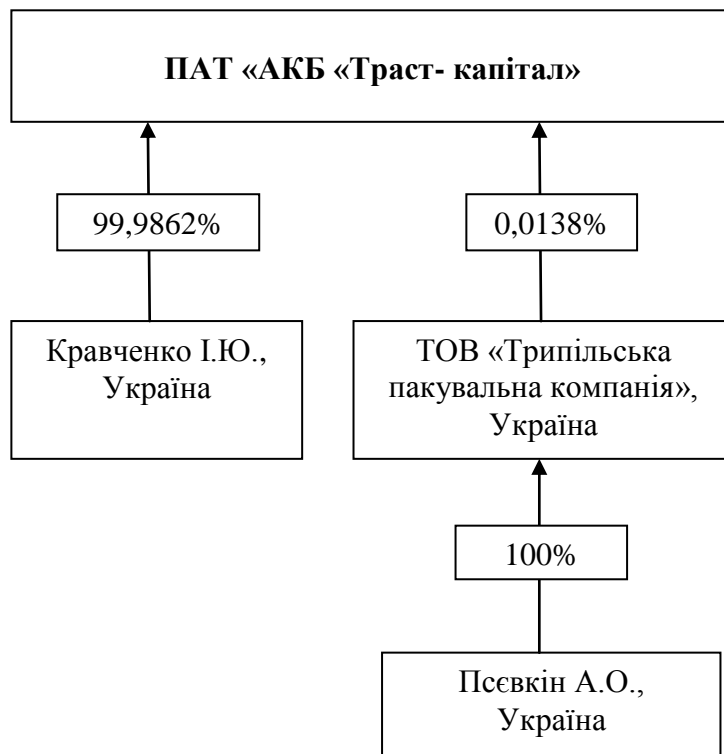 ПАТ «АКБ «Траст- капітал»
99,9862%
0,0138%
Кравченко І.Ю.,
Україна
ТОВ «Трипільська
пакувальна компанія»,
Україна
100%
Псєвкін А.О.,
Україна